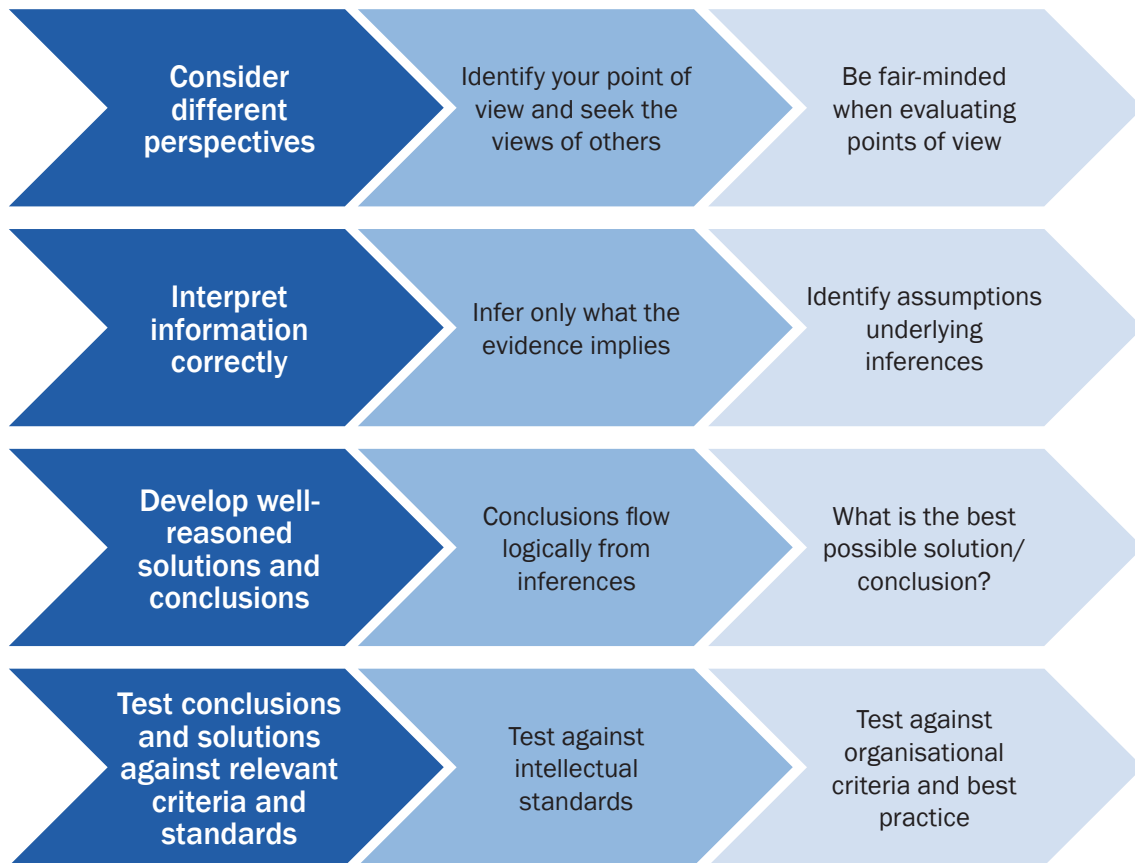 Consider
different
perspectives
Identify your point of
view and seek the
views of others
Be fair-minded
when evaluating
points of view
Interpret
information
correctly
Infer only what the
evidence implies
Identify assumptions
underlying
inferences
Develop well-
reasoned
solutions and
conclusions
Conclusions flow
logically from
inferences
What is the best
possible solution/
conclusion?
Test conclusions
and solutions
against relevant
criteria and
standards
Test against
intellectual
standards
Test against
organisational
criteria and best
practice